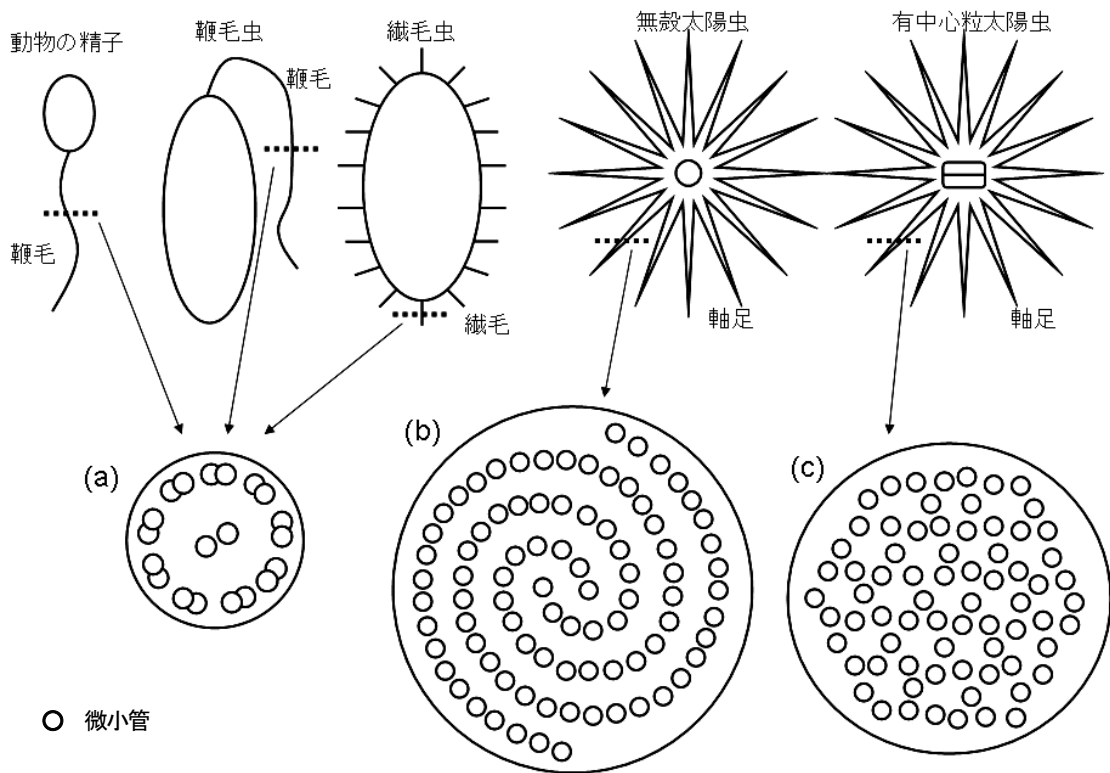 動物の精子
鞭毛虫
繊毛虫
無殻太陽虫
有中心粒太陽虫
鞭毛
鞭毛
繊毛
軸足
軸足
(a)
(b)
(c)
微小管